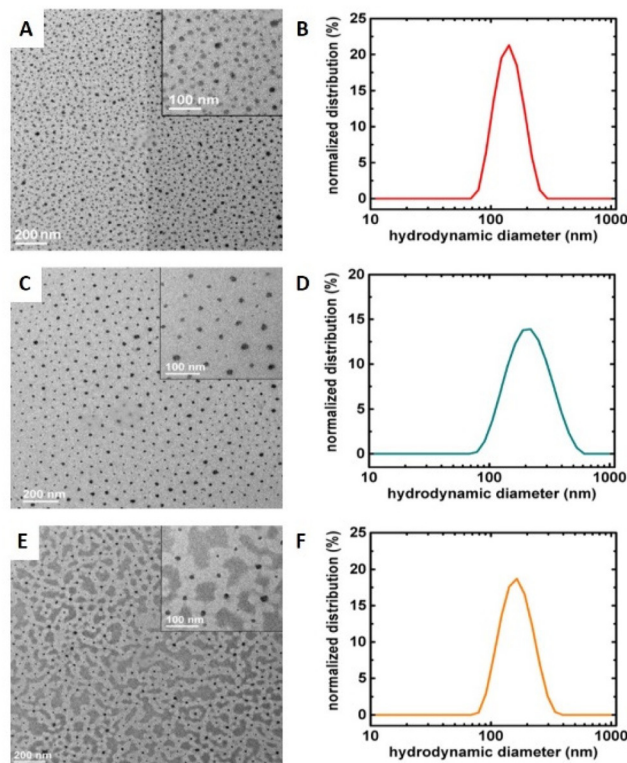 A
100 nm
200 nm
B
normalized distribution (%)
25
20
15
10
5
0
10 100 1000
hydrodynamic diameter (nm)
C
100 nm
200 nm
D
normalized distribution (%)
20
15
10
5
0
10 100 1000
hydrodynamic diameter (nm)
E
100 nm
200 nm
F
normalized distribution (%)
25
20
15
10
5
0
10 100 1000
hydrodynamic diameter (nm)